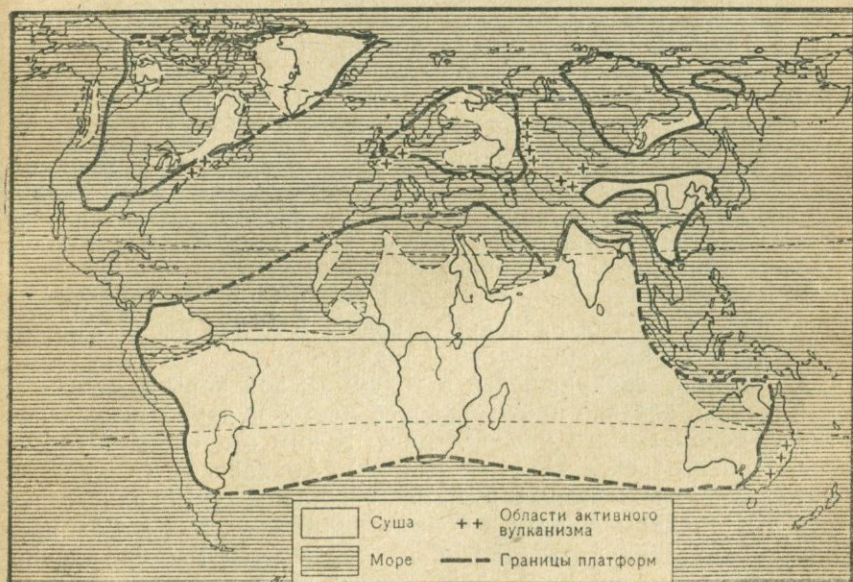 Суша
++ Области активного
вулканизма
Море
Границы платформ